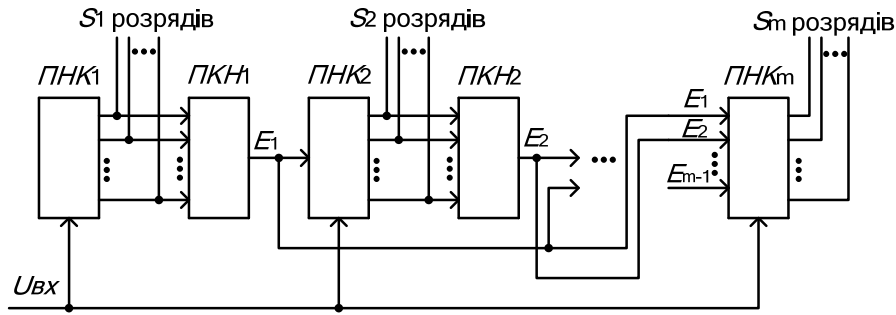 S1 розрядів
S2 розрядів
Sm розрядів
ПНК1
ПКН1
ПНК2
ПКН2
ПНКm
E1
E2
E1
E2
Em-1
Uвх